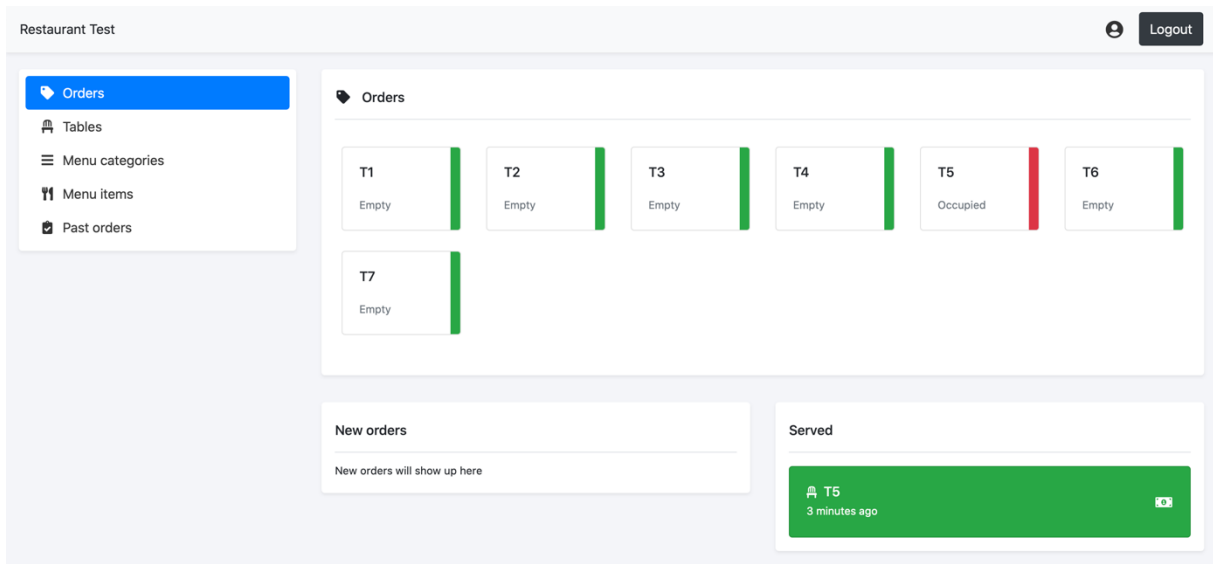 Restaurant Test
Logout
Orders
Tables
Menu categories
Menu items
Past orders
Orders
T1
Empty
T2
Empty
T3
Empty
T4
Empty
T5
Occupied
T6
Empty
T7
Empty
New orders
New orders will show up here
Served
T5
3 minutes ago